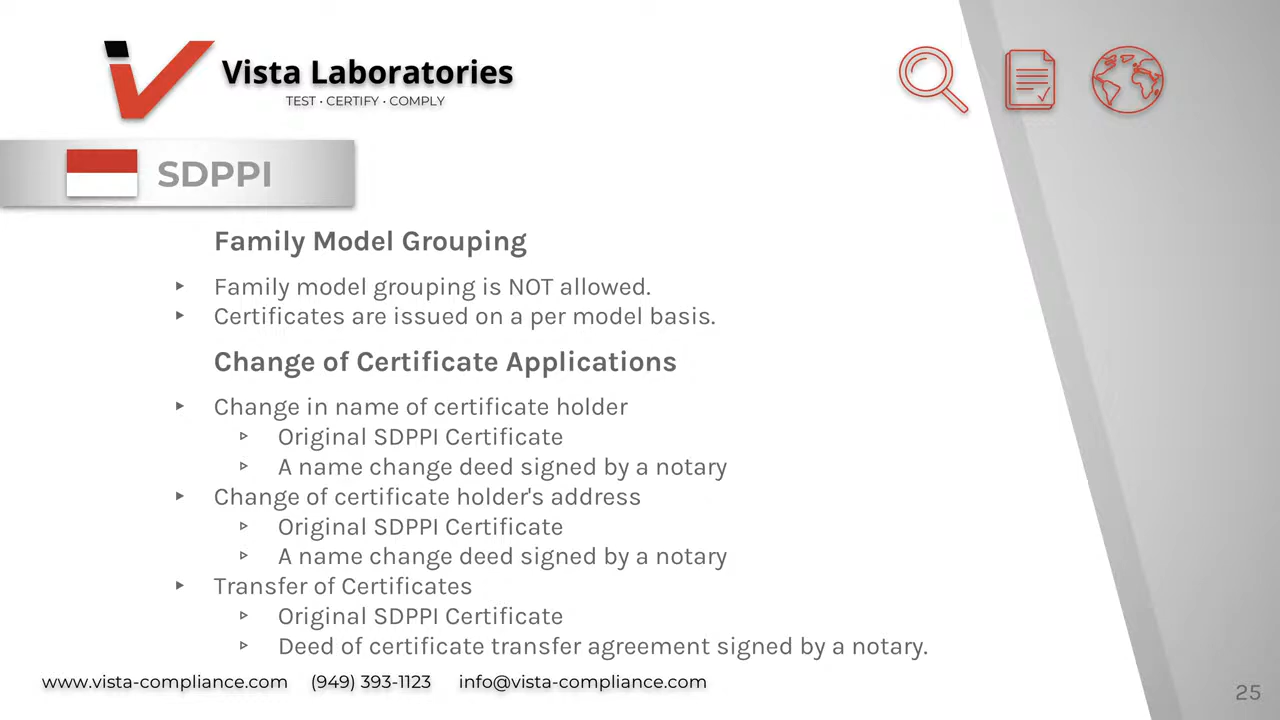 Vista Laboratories
TEST · CERTIFY · COMPLY
SDPPI
Family Model Grouping
‣ Family model grouping is NOT allowed.
‣ Certificates are issued on a per model basis.
Change of Certificate Applications
‣ Change in name of certificate holder
▹ Original SDPPI Certificate
▹ A name change deed signed by a notary
‣ Change of certificate holder's address
▹ Original SDPPI Certificate
▹ A name change deed signed by a notary
‣ Transfer of Certificates
▹ Original SDPPI Certificate
▹ Deed of certificate transfer agreement signed by a notary.
www.vista-compliance.com (949) 393-1123 info@vista-compliance.com
25